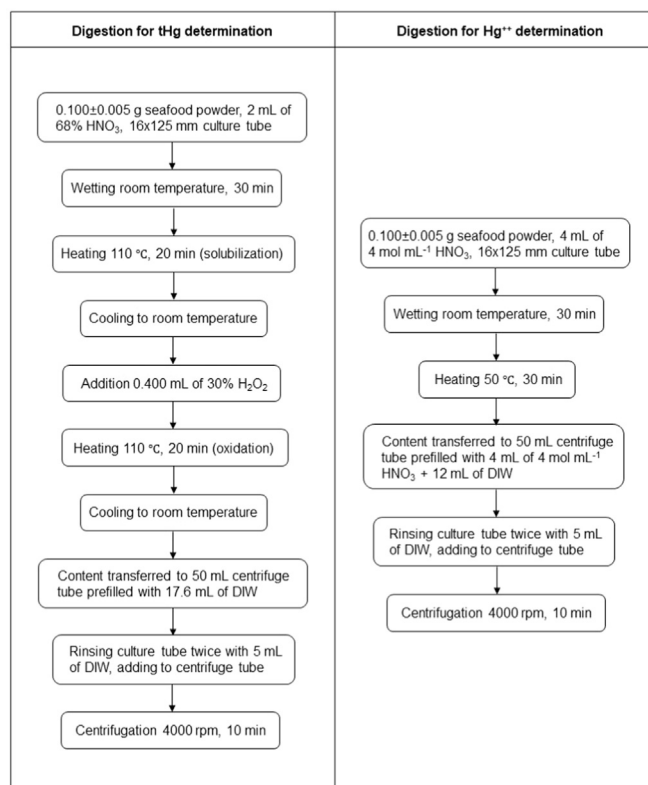 Digestion for tHg determination
0.100±0.005 g seafood powder, 2 mL of
68% HNO₃, 16x125 mm culture tube
Wetting room temperature, 30 min
Heating 110 °C, 20 min (solubilization)
Cooling to room temperature
Addition 0.400 mL of 30% H₂O₂
Heating 110 °C, 20 min (oxidation)
Cooling to room temperature
Content transferred to 50 mL centrifuge
tube prefilled with 17.6 mL of DIW
Rinsing culture tube twice with 5 mL
of DIW, adding to centrifuge tube
Centrifugation 4000 rpm, 10 min
Digestion for Hg⁺⁺ determination
0.100±0.005 g seafood powder, 4 mL of
4 mol mL⁻¹ HNO₃, 16x125 mm culture tube
Wetting room temperature, 30 min
Heating 50 °C, 30 min
Content transferred to 50 mL centrifuge
tube prefilled with 4 mL of 4 mol mL⁻¹
HNO₃ + 12 mL of DIW
Rinsing culture tube twice with 5 mL
of DIW, adding to centrifuge tube
Centrifugation 4000 rpm, 10 min